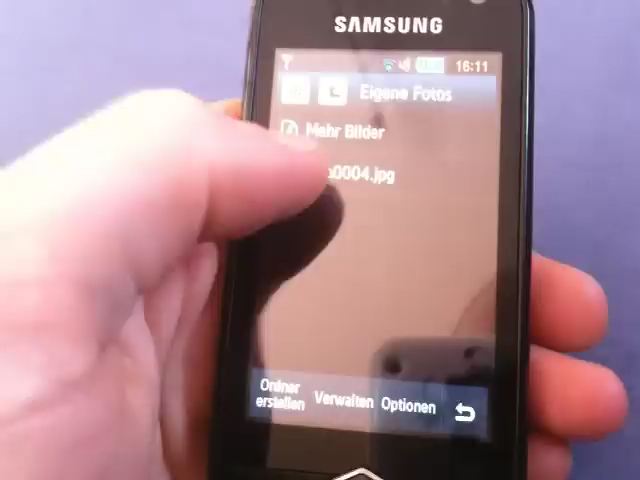 SAMSUNG
16:11
Eigene Fotos
Mehr Bilder
0004.jpg
Ordner
erstellen
Verwalten
Optionen